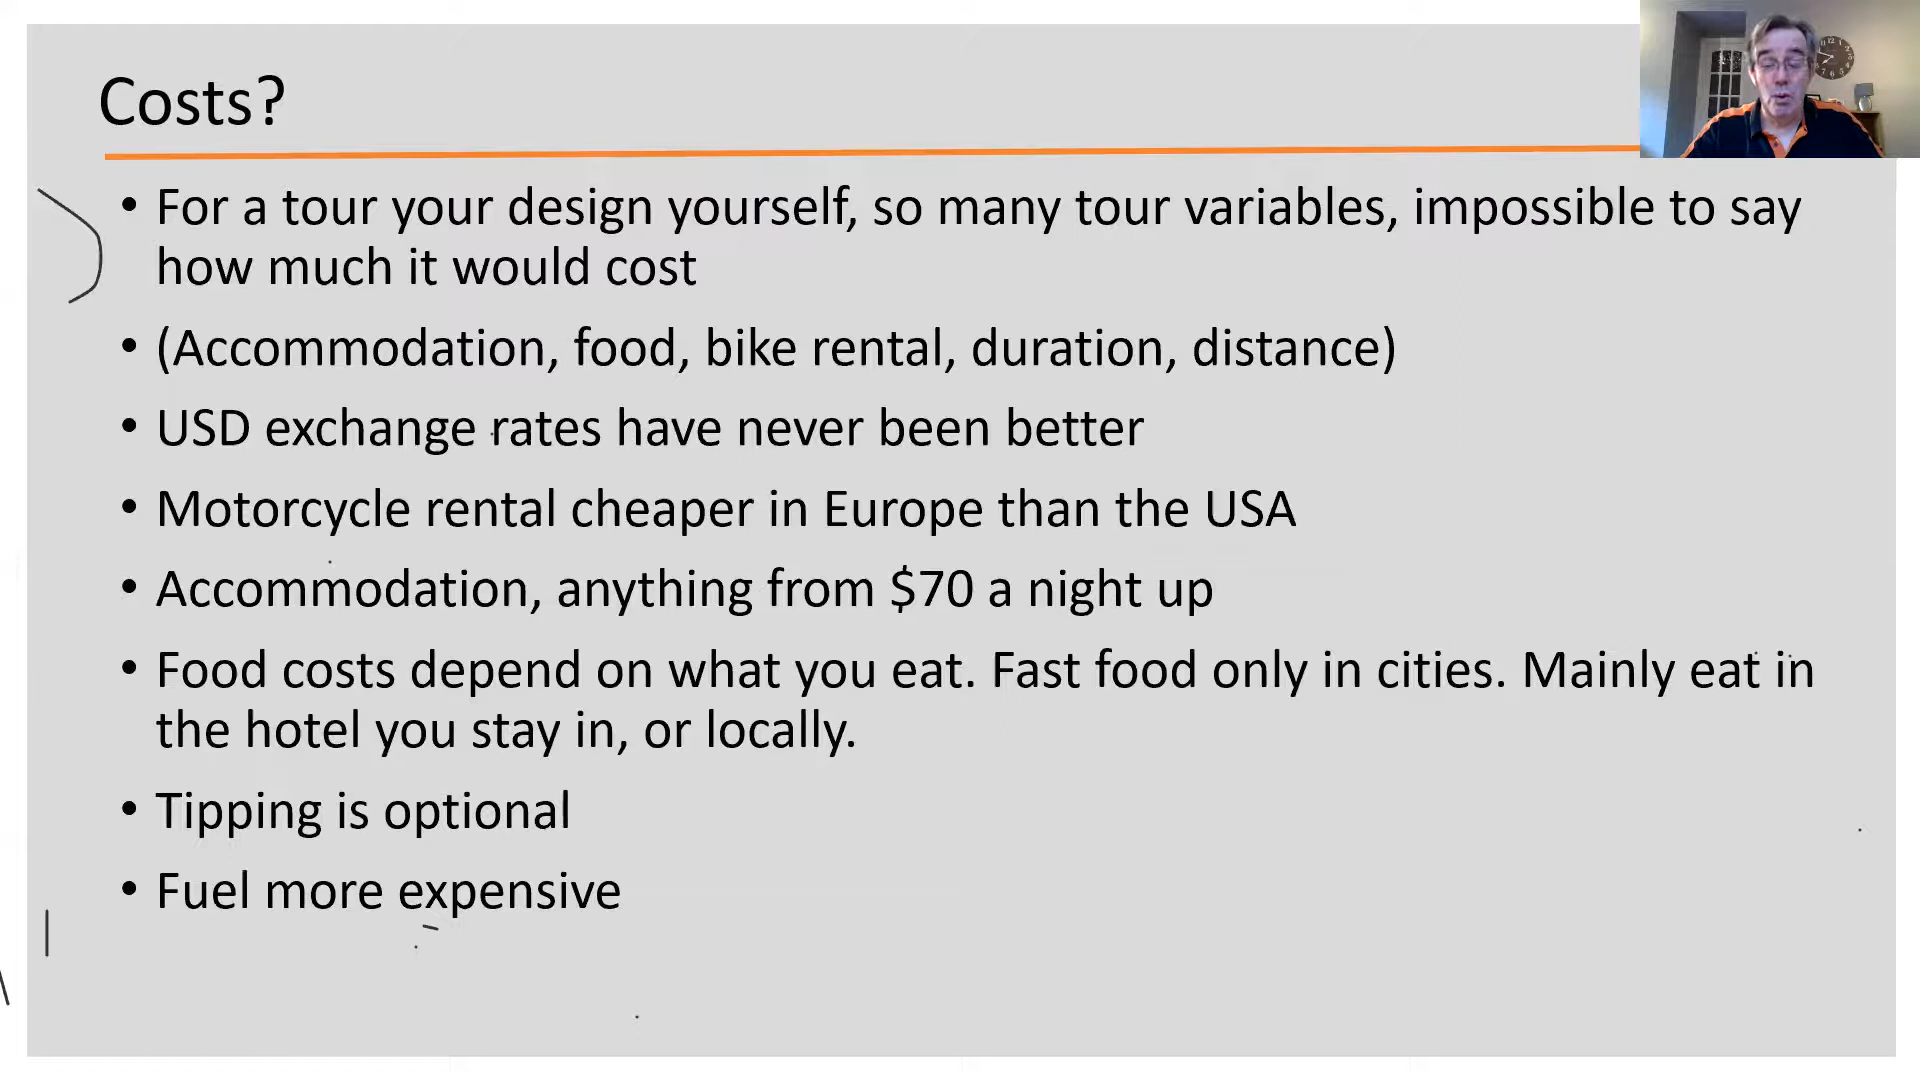 Costs?
• For a tour your design yourself, so many tour variables, impossible to say
how much it would cost
• (Accommodation, food, bike rental, duration, distance)
• USD exchange rates have never been better
• Motorcycle rental cheaper in Europe than the USA
• Accommodation, anything from $70 a night up
• Food costs depend on what you eat. Fast food only in cities. Mainly eat in
the hotel you stay in, or locally.
• Tipping is optional
• Fuel more expensive